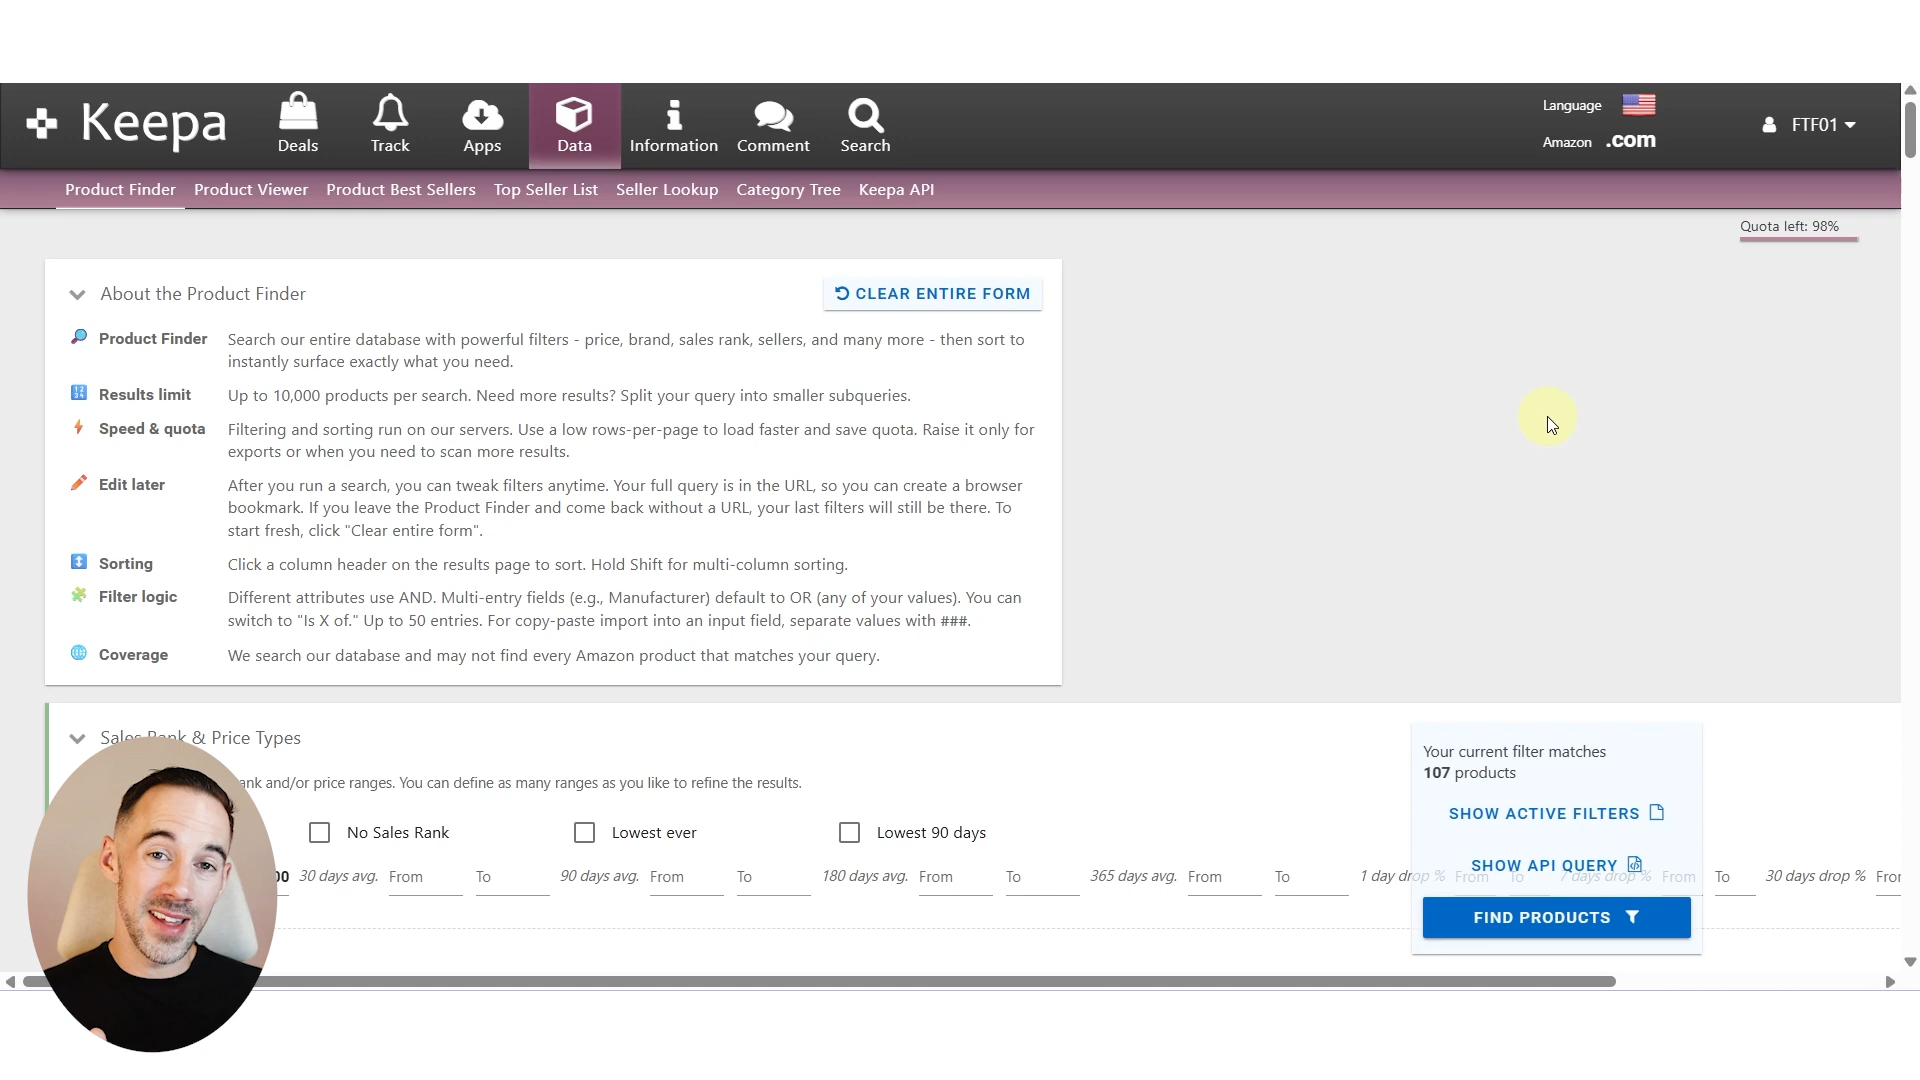 Keepa
Deals
Track
Apps
Data
Information
Comment
Search
Language
Amazon .com
FTF01
Product Finder
Product Viewer
Product Best Sellers
Top Seller List
Seller Lookup
Category Tree
Keepa API
Quota left: 98%
About the Product Finder
CLEAR ENTIRE FORM
Product Finder
Search our entire database with powerful filters - price, brand, sales rank, sellers, and many more - then sort to
instantly surface exactly what you need.
Results limit
Up to 10,000 products per search. Need more results? Split your query into smaller subqueries.
Speed & quota
Filtering and sorting run on our servers. Use a low rows-per-page to load faster and save quota. Raise it only for
exports or when you need to scan more results.
Edit later
After you run a search, you can tweak filters anytime. Your full query is in the URL, so you can create a browser
bookmark. If you leave the Product Finder and come back without a URL, your last filters will still be there. To
start fresh, click "Clear entire form".
Sorting
Click a column header on the results page to sort. Hold Shift for multi-column sorting.
Filter logic
Different attributes use AND. Multi-entry fields (e.g., Manufacturer) default to OR (any of your values). You can
switch to "Is X of." Up to 50 entries. For copy-paste import into an input field, separate values with ###.
Coverage
We search our database and may not find every Amazon product that matches your query.
Sales Rank & Price Types
and/or price ranges. You can define as many ranges as you like to refine the results.
No Sales Rank
Lowest ever
Lowest 90 days
00 30 days avg. From To 90 days avg. From To 180 days avg. From To 365 days avg. From To 1 day drop % From To 7 days drop % From To 30 days drop % From
Your current filter matches
107 products
SHOW ACTIVE FILTERS
SHOW API QUERY
FIND PRODUCTS